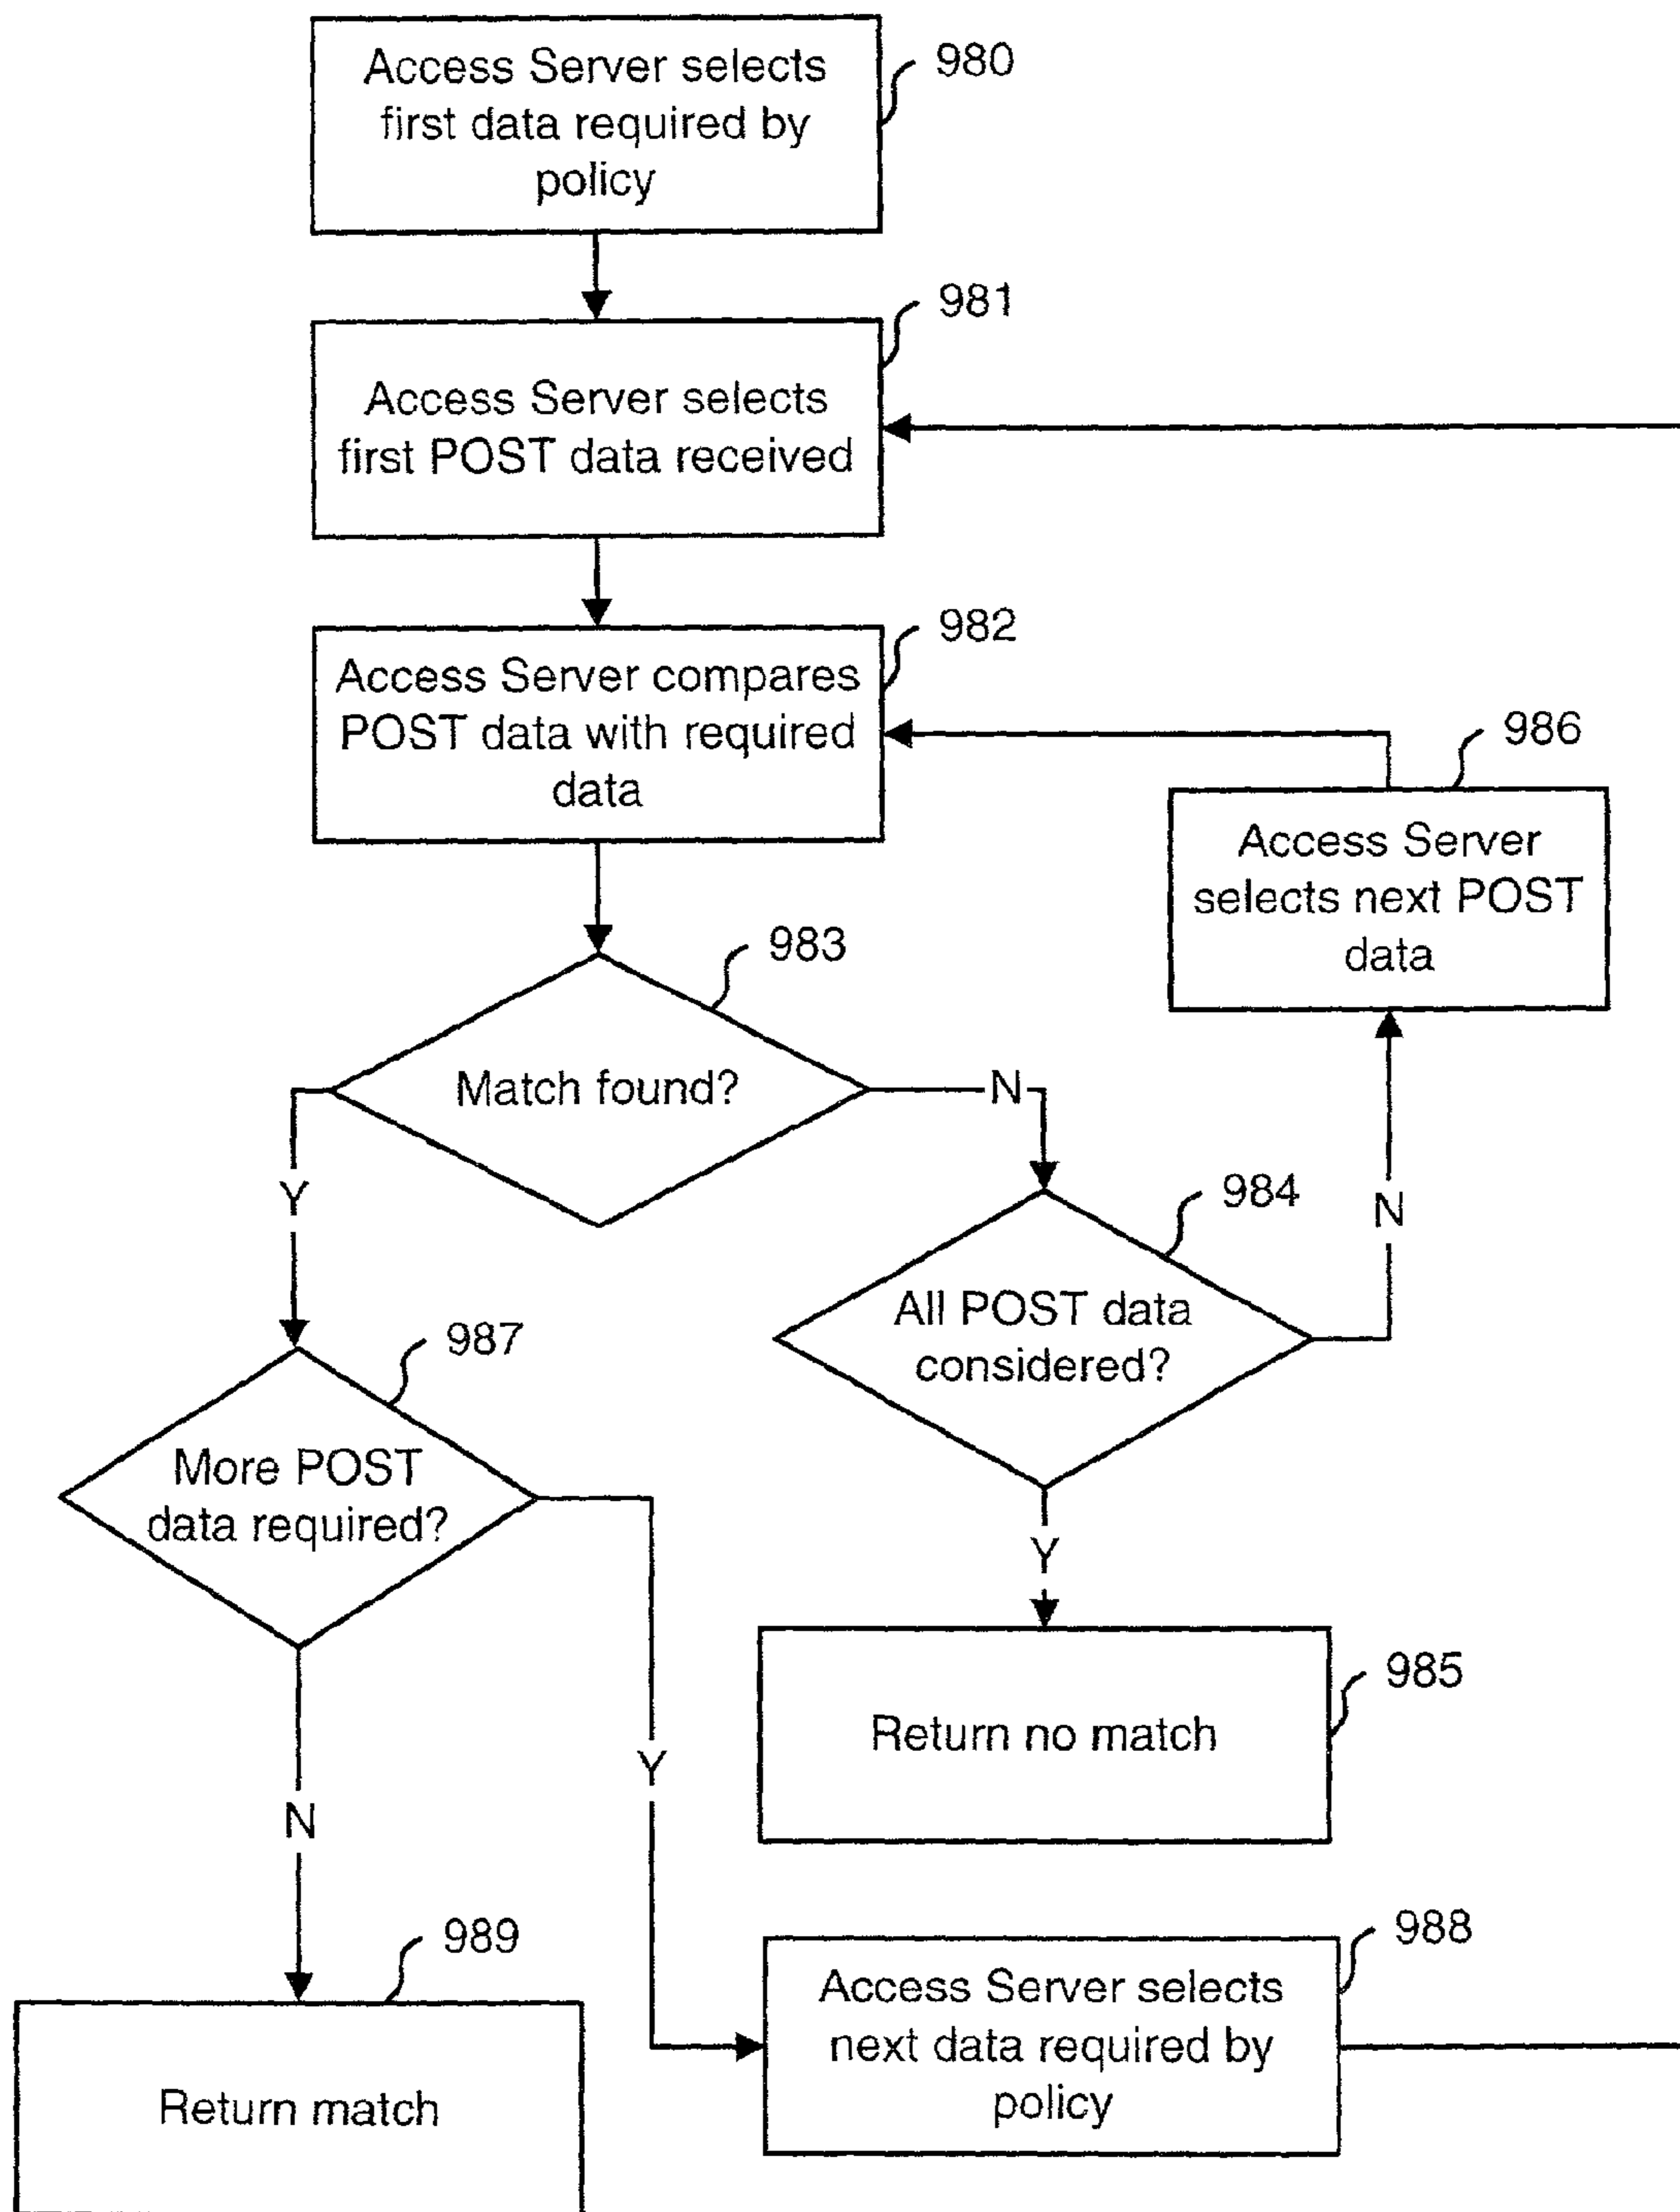 Access Server selects
first data required by
policy
980
Access Server selects
first POST data received
981
Access Server compares
POST data with required
data
982
Access Server
selects next POST
data
986
Match found?
983
Y
N
All POST data
considered?
984
N
Y
More POST
data required?
987
Return no match
985
Y
N
Access Server selects
next data required by
policy
988
Return match
989